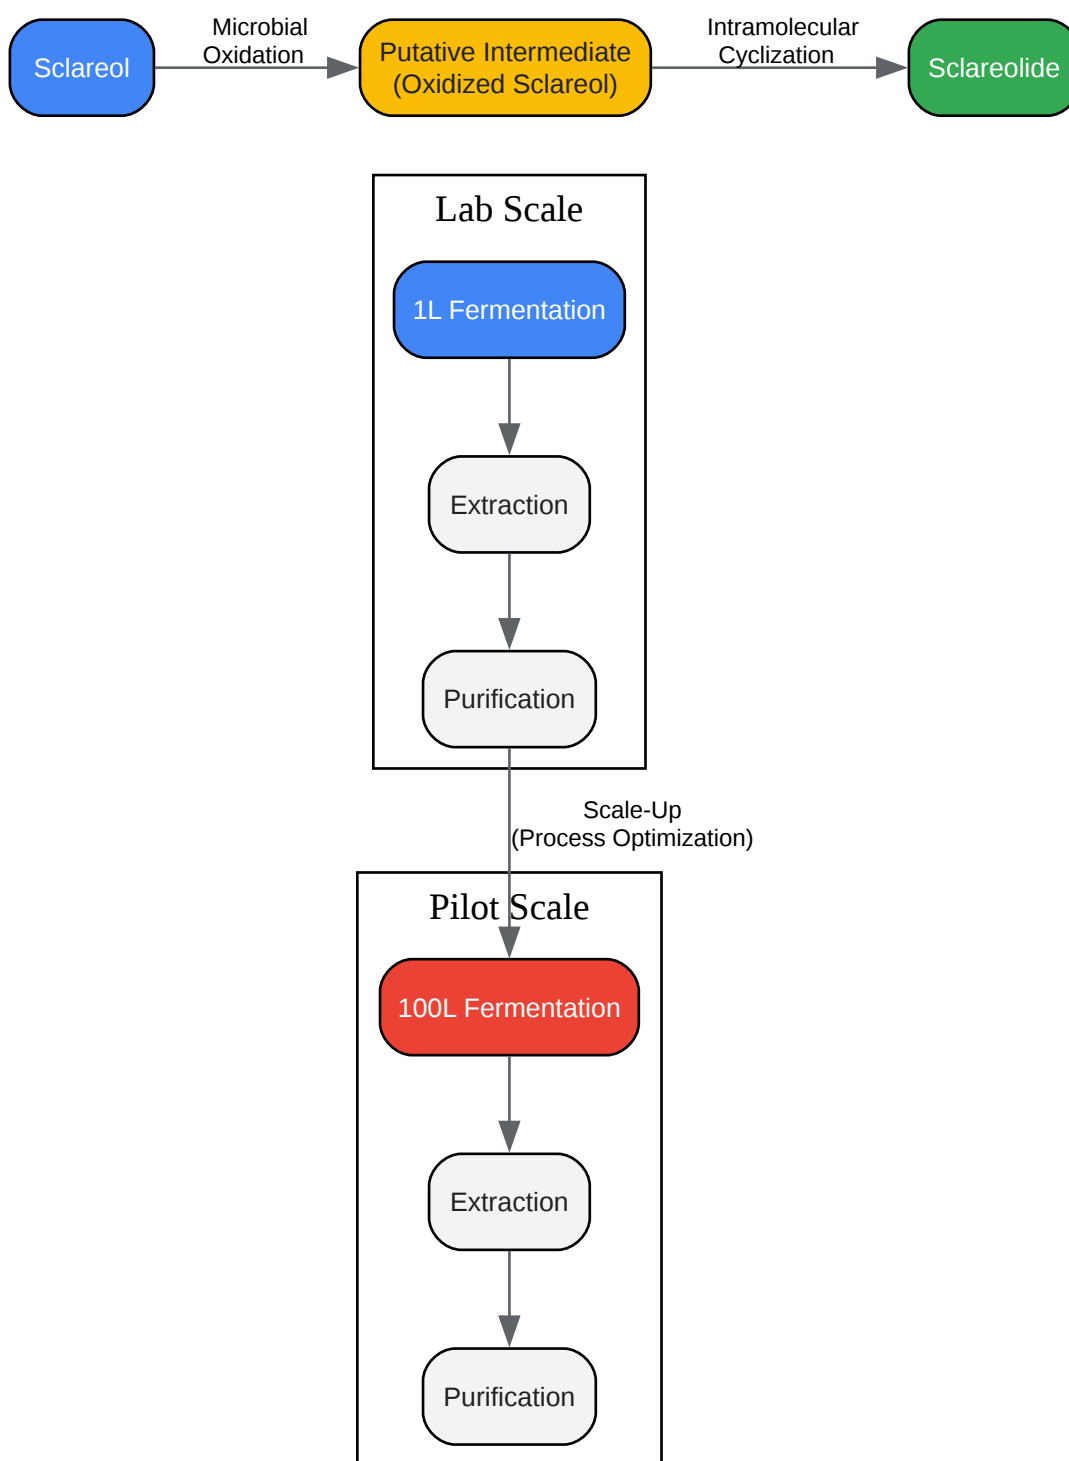 Sclareol
Microbial
Oxidation
Putative Intermediate
(Oxidized Sclareol)
Intramolecular
Cyclization
Sclareolide
Lab Scale
1L Fermentation
Extraction
Purification
Scale-Up
(Process Optimization)
Pilot Scale
100L Fermentation
Extraction
Purification